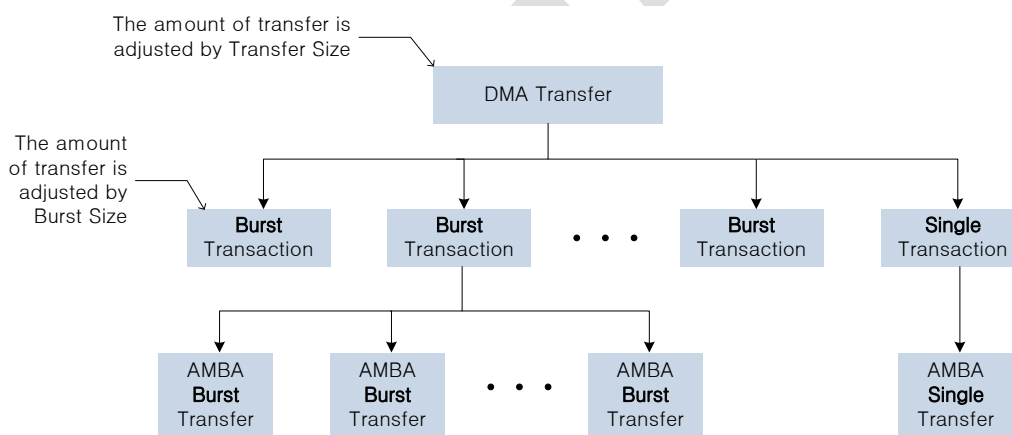 The amount of transfer is
adjusted by Transfer Size
DMA Transfer
The amount
of transfer is
adjusted by
Burst Size
Burst
Transaction
Burst
Transaction
Burst
Transaction
Single
Transaction
AMBA
Burst
Transfer
AMBA
Burst
Transfer
AMBA
Burst
Transfer
AMBA
Single
Transfer